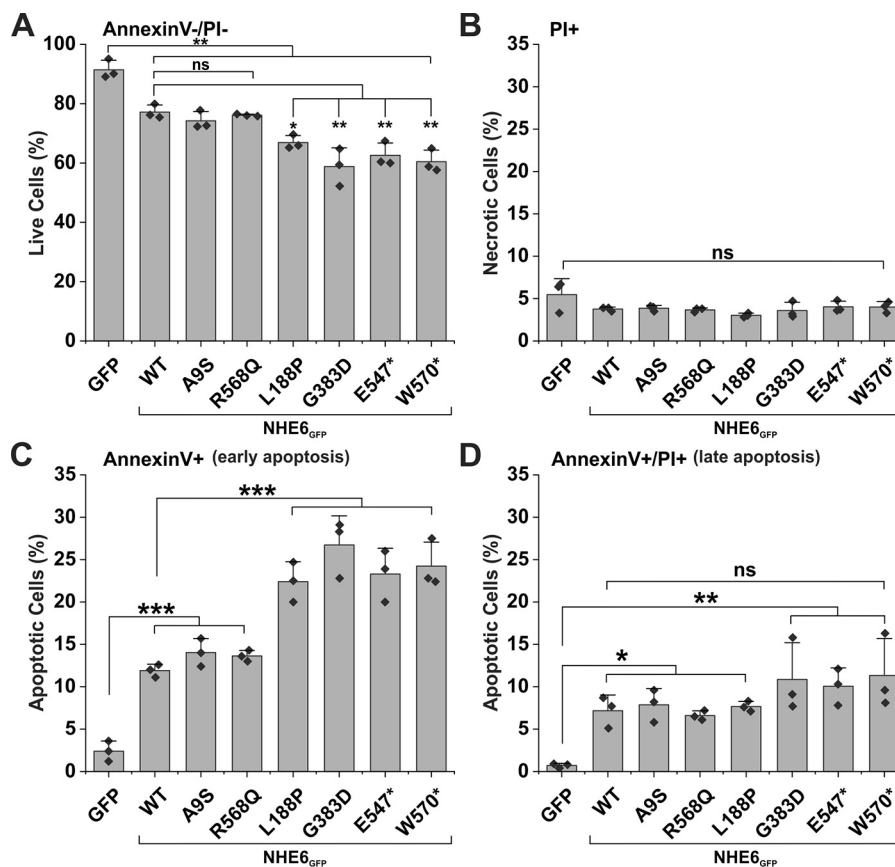 A AnnexinV-/PI-
Live Cells (%)
100
80
60
40
20
0
**
ns
* ** ** **
GFP WT A9S R568Q L188P G383D E547* W570*
NHE6GFP
B PI+
Necrotic Cells (%)
35
30
25
20
15
10
5
0
ns
GFP WT A9S R568Q L188P G383D E547* W570*
NHE6GFP
C AnnexinV+ (early apoptosis)
Apoptotic Cells (%)
35
30
25
20
15
10
5
0
***
***
GFP WT A9S R568Q L188P G383D E547* W570*
NHE6GFP
D AnnexinV+/PI+ (late apoptosis)
Apoptotic Cells (%)
35
30
25
20
15
10
5
0
ns
**
*
GFP WT A9S R568Q L188P G383D E547* W570*
NHE6GFP